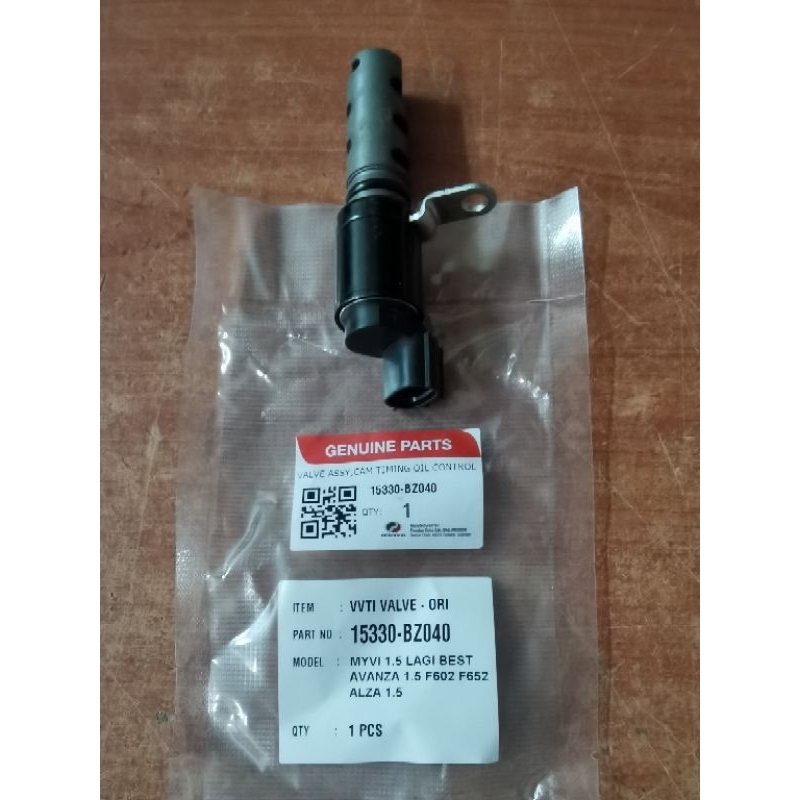 GENUINE PARTS
VALVE ASSY,CAM TIMING OIL CONTROL
15330-BZ040
QTY: 1
ITEM : VVTI VALVE - ORI
PART NO : 15330-BZ040
MODEL : MYVI 1.5 LAGI BEST
AVANZA 1.5 F602 F652
ALZA 1.5
QTY : 1 PCS